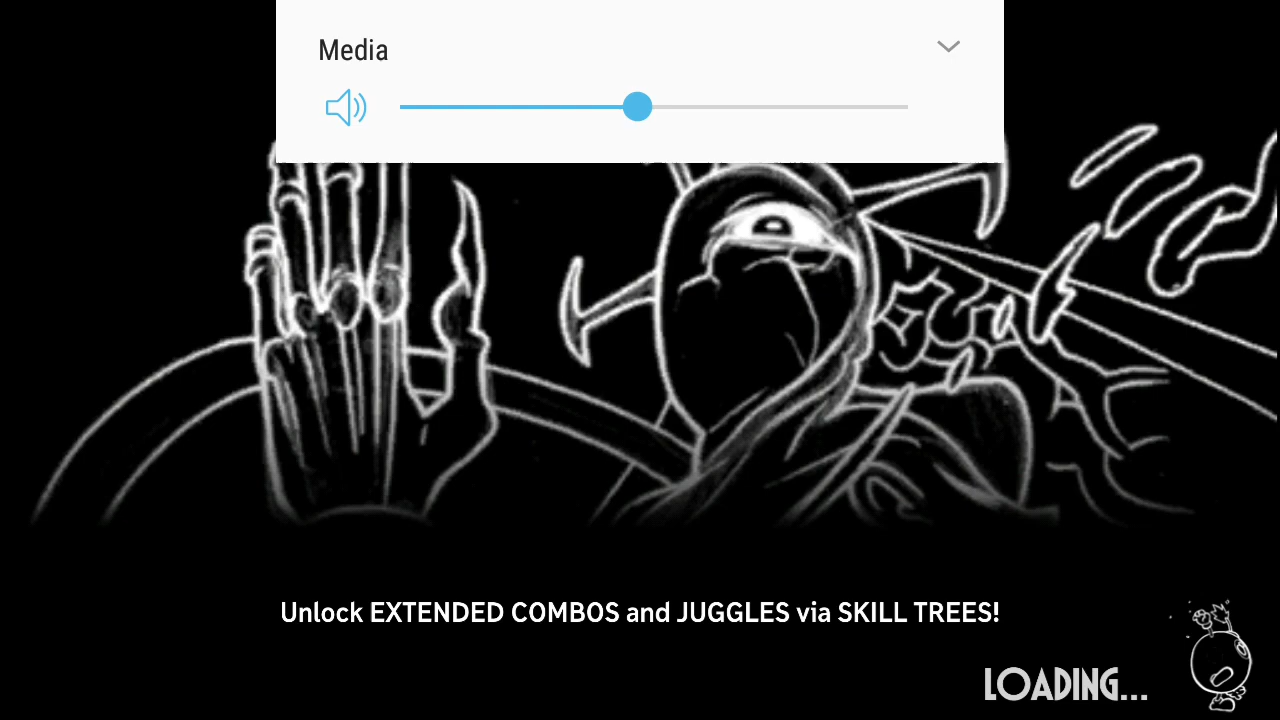 Media
Unlock EXTENDED COMBOS and JUGGLES via SKILL TREES!
LOADING...